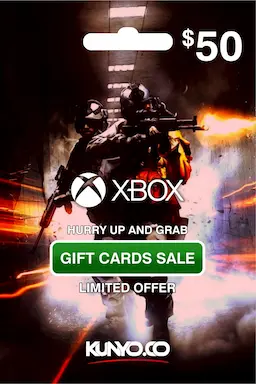 $50
XBOX
HURRY UP AND GRAB
GIFT CARDS SALE
LIMITED OFFER
KUNYO.CO